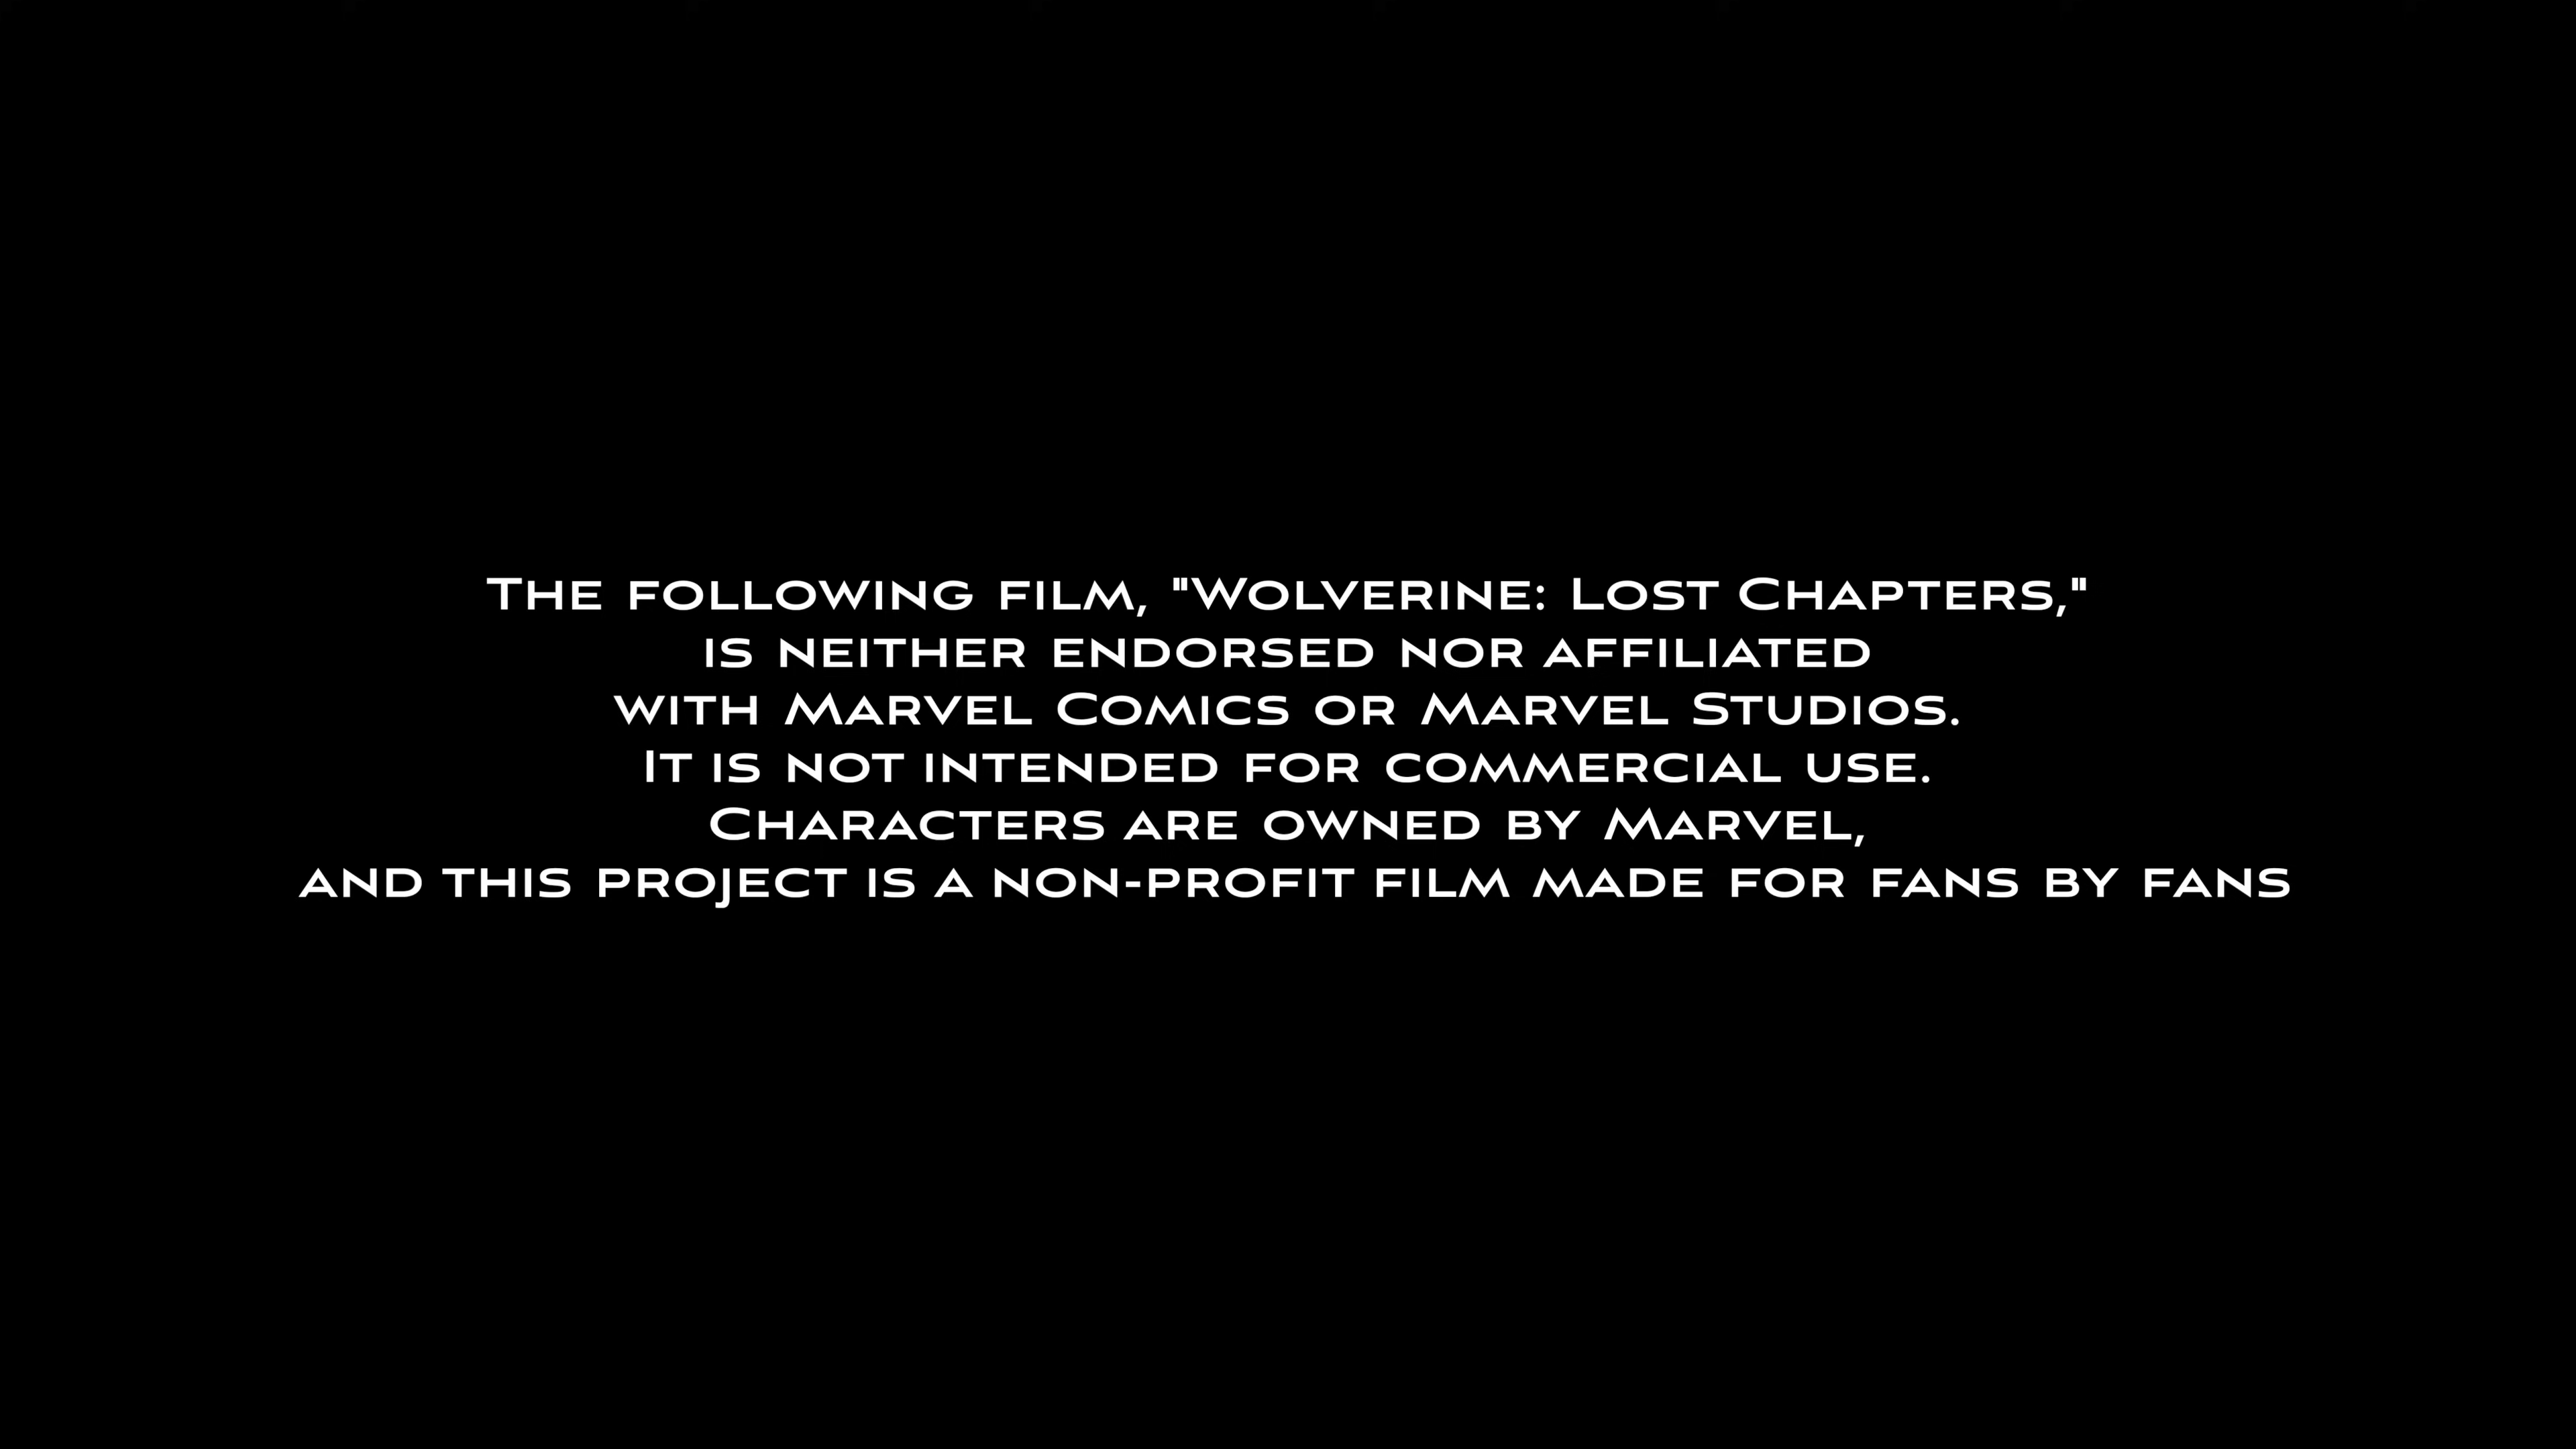 The following film, "Wolverine: Lost Chapters,"
is neither endorsed nor affiliated
with Marvel Comics or Marvel Studios.
It is not intended for commercial use.
Characters are owned by Marvel,
and this project is a non-profit film made for fans by fans